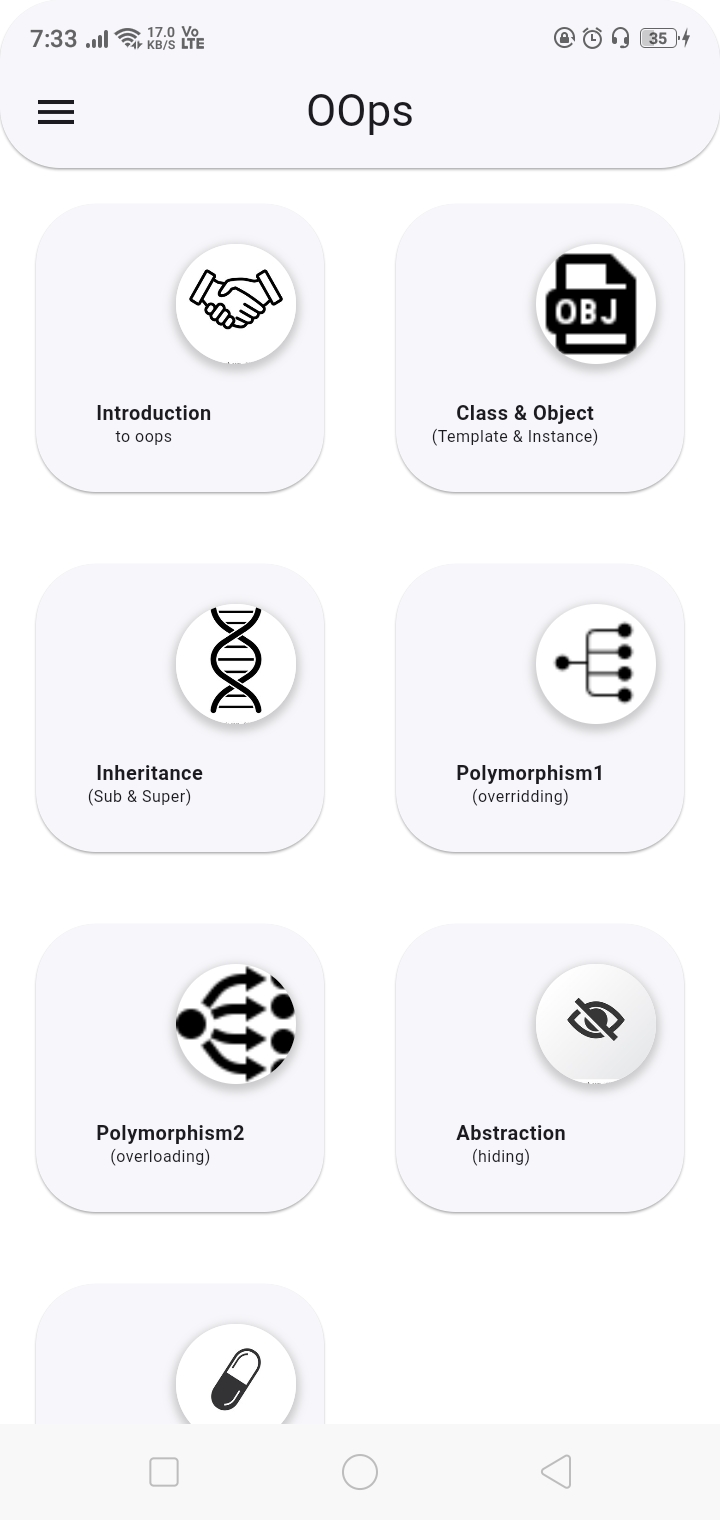 7:33 17.0 KB/S Vo LTE 35
OOps
OBJ
Introduction
to oops
Class & Object
(Template & Instance)
Inheritance
(Sub & Super)
Polymorphism1
(overridding)
Polymorphism2
(overloading)
Abstraction
(hiding)